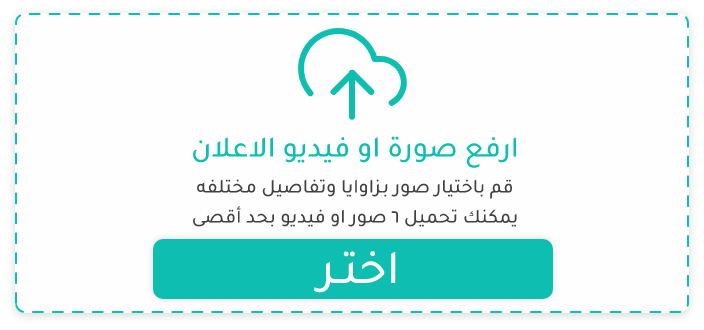 ارفع صورة او فيديو الاعلان
قم باختيار صور بزاوايا وتفاصيل مختلفه
يمكنك تحميل ٦ صور او فيديو بحد أقصى
اختر